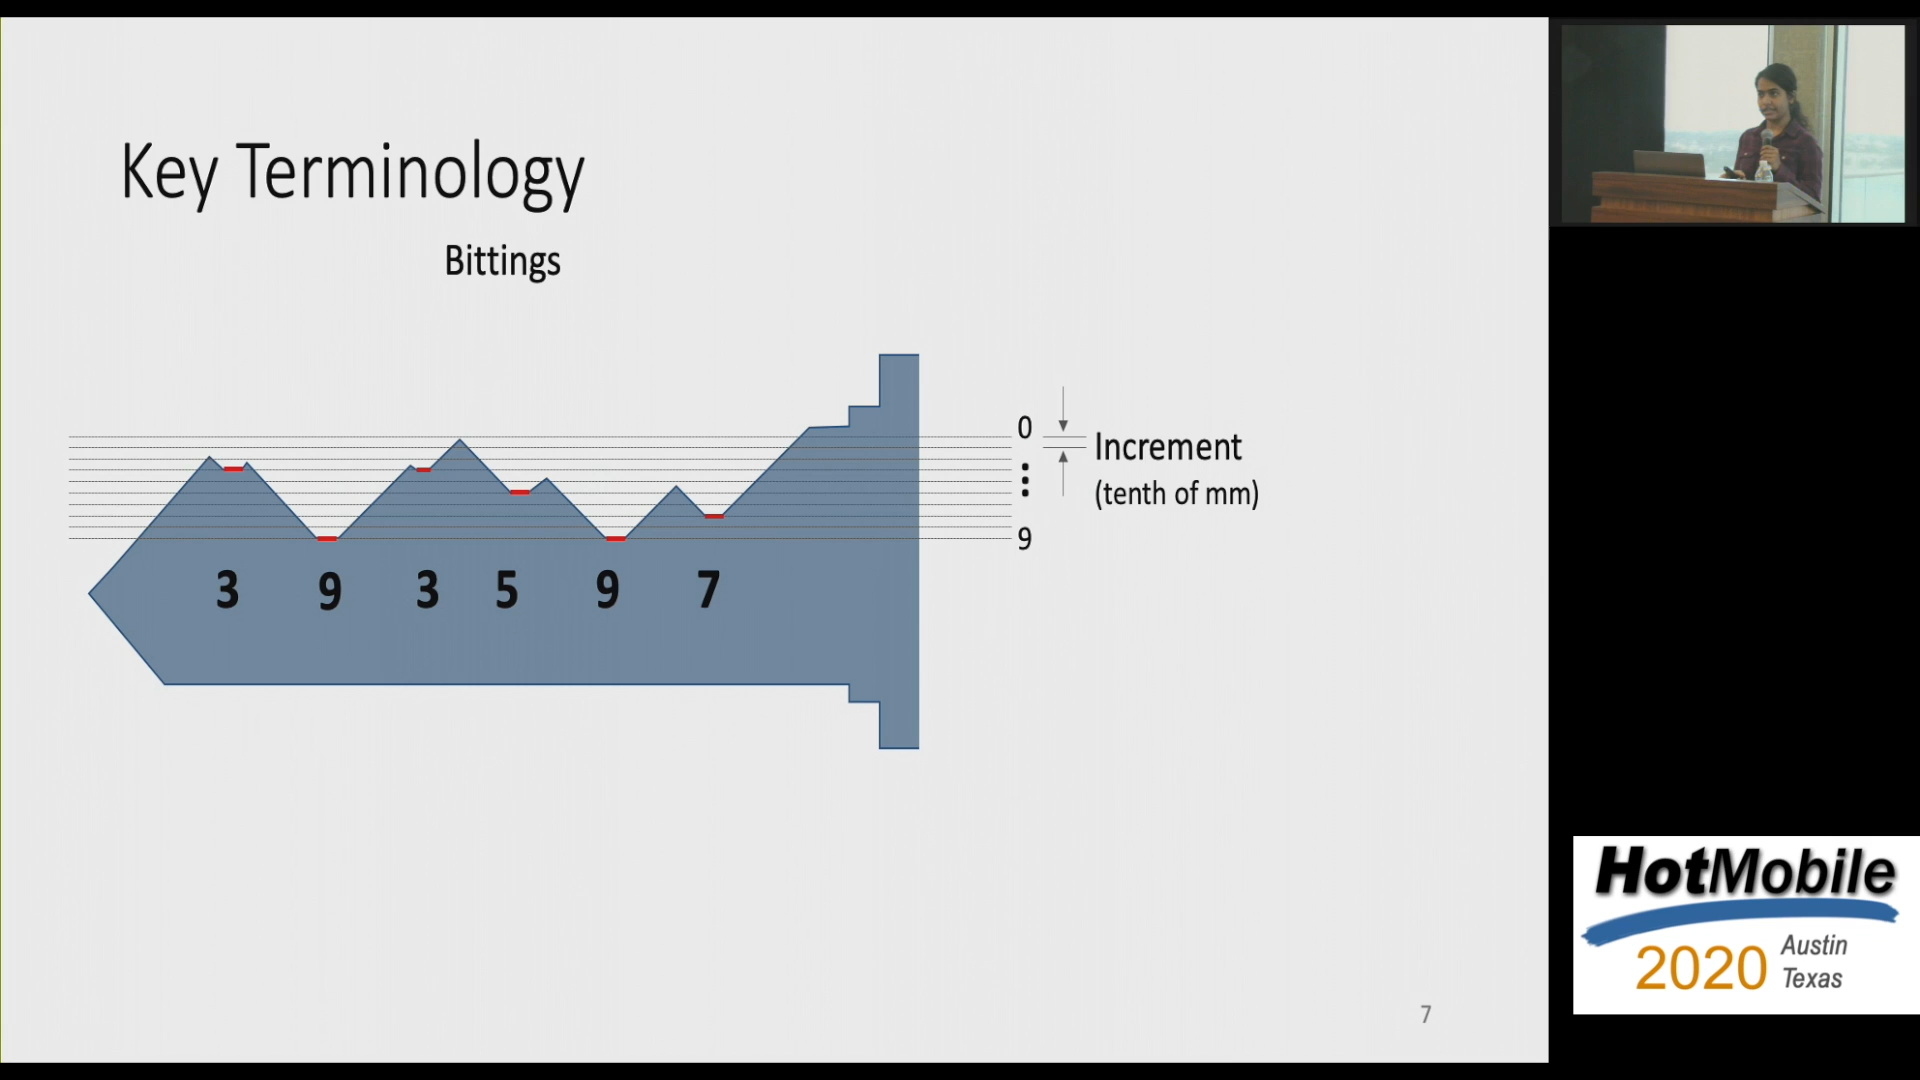 Key Terminology
Bittings
0
Increment
(tenth of mm)
9
3 9 3 5 9 7
7
HotMobile
2020 Austin
Texas